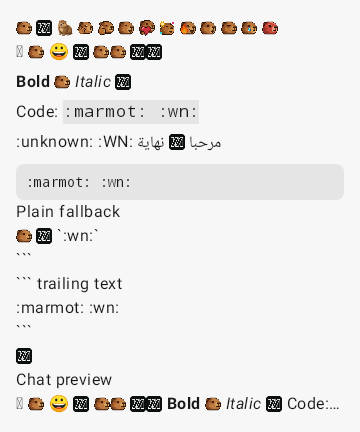 Bold Italic
Code: :marmot: :wn:
:unknown: :WN: مرحبا نهاية
:marmot: :wn:
Plain fallback
`:wn:`
```
``` trailing text
:marmot: :wn:
```
Chat preview
Bold Italic Code:…